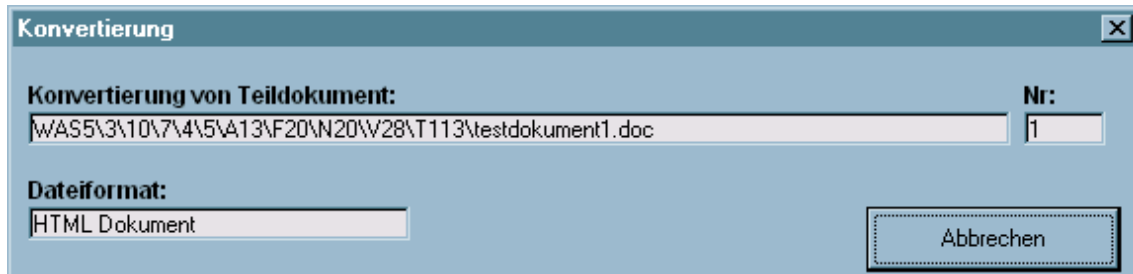 Konvertierung
Konvertierung von Teildokument: Nr:
WAS5\3\10\7\4\5\A13\F20\N20\V28\T113\testdokument1.doc 1
Dateiformat:
HTML Dokument
Abbrechen